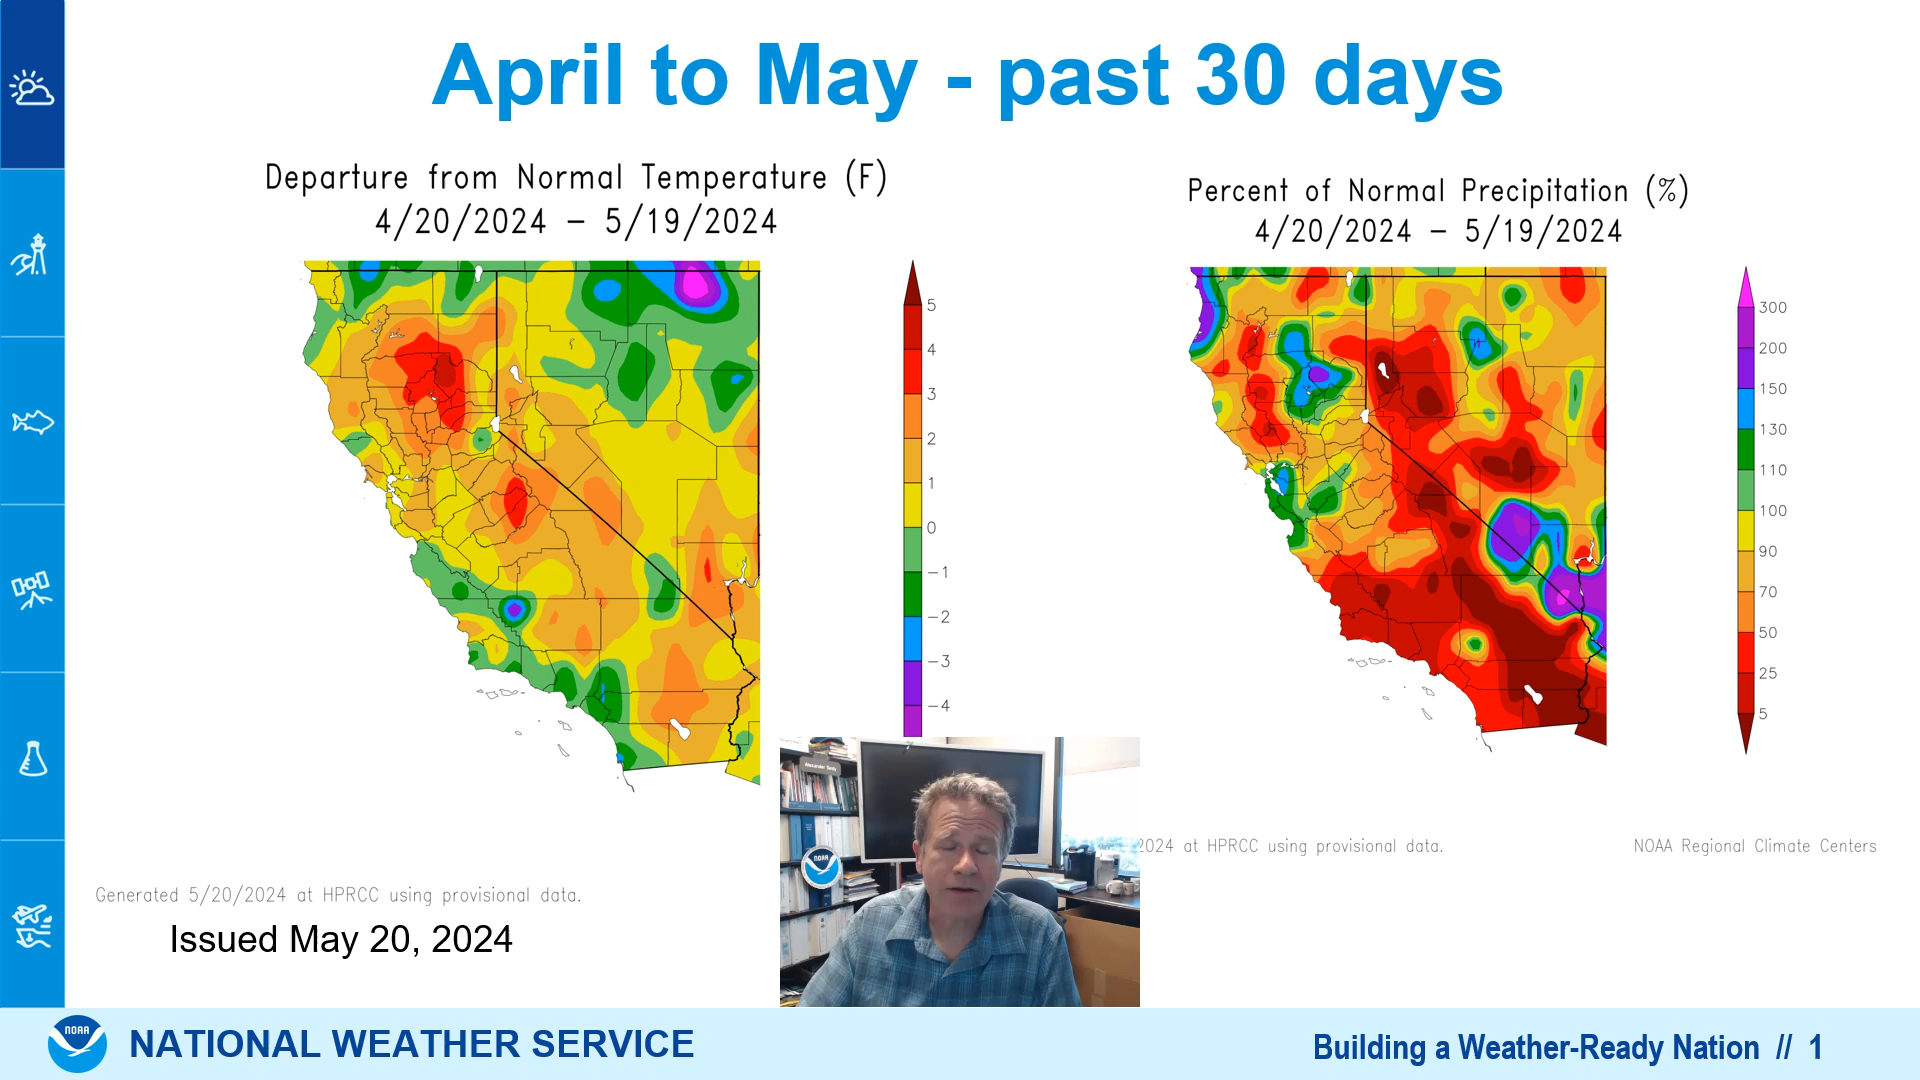 April to May - past 30 days
Departure from Normal Temperature (F)
4/20/2024 – 5/19/2024
5
4
3
2
1
0
−1
−2
−3
−4
Percent of Normal Precipitation (%)
4/20/2024 – 5/19/2024
300
200
150
130
110
100
90
70
50
25
5
2024 at HPRCC using provisional data.
NOAA Regional Climate Centers
Generated 5/20/2024 at HPRCC using provisional data.
Issued May 20, 2024
NOAA
NOAA
NATIONAL WEATHER SERVICE
Building a Weather-Ready Nation // 1